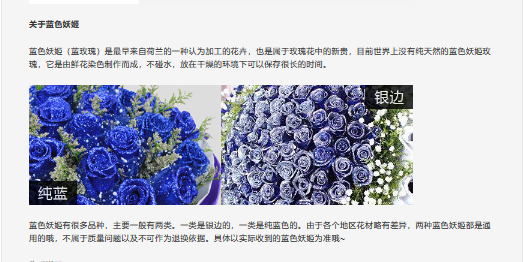 关于蓝色妖姬
蓝色妖姬（蓝玫瑰）是最早来自荷兰的一种认为加工的花卉，也是属于玫瑰花中的新贵，目前世界上没有纯天然的蓝色妖姬玫
瑰，它是由鲜花染色制作而成，不碰水，放在干燥的环境下可以保存很长的时间。
银边
纯蓝
蓝色妖姬有很多品种，主要一般有两类。一类是银边的，一类是纯蓝色的。由于各个地区花材略有差异，两种蓝色妖姬都是通
用的哦，不属于质量问题以及不可作为退换依据。具体以实际收到的蓝色妖姬为准哦~